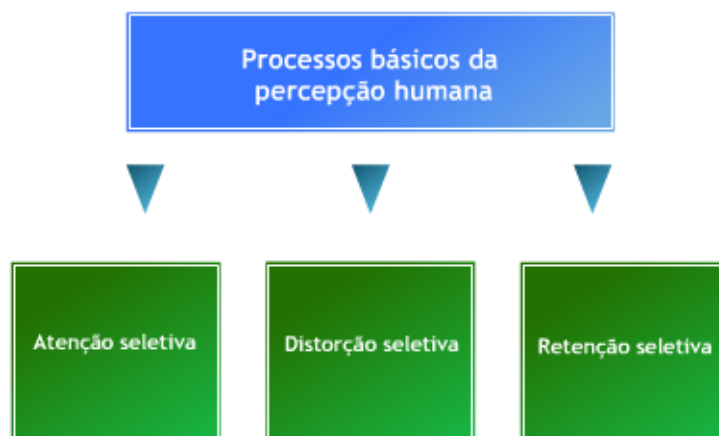 Processos básicos da
percepção humana
Atenção seletiva
Distorção seletiva
Retenção seletiva